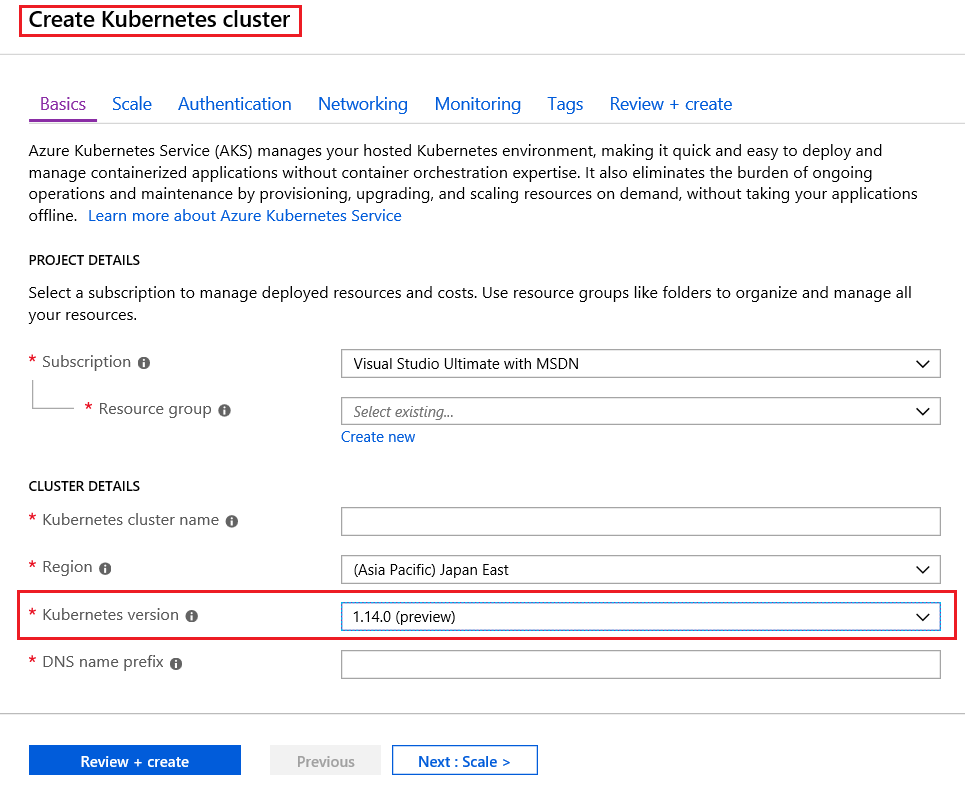 Create Kubernetes cluster
Basics Scale Authentication Networking Monitoring Tags Review + create
Azure Kubernetes Service (AKS) manages your hosted Kubernetes environment, making it quick and easy to deploy and
manage containerized applications without container orchestration expertise. It also eliminates the burden of ongoing
operations and maintenance by provisioning, upgrading, and scaling resources on demand, without taking your applications
offline. Learn more about Azure Kubernetes Service
PROJECT DETAILS
Select a subscription to manage deployed resources and costs. Use resource groups like folders to organize and manage all
your resources.
* Subscription Visual Studio Ultimate with MSDN
* Resource group Select existing...
Create new
CLUSTER DETAILS
* Kubernetes cluster name
* Region (Asia Pacific) Japan East
* Kubernetes version 1.14.0 (preview)
* DNS name prefix
Review + create Previous Next : Scale >